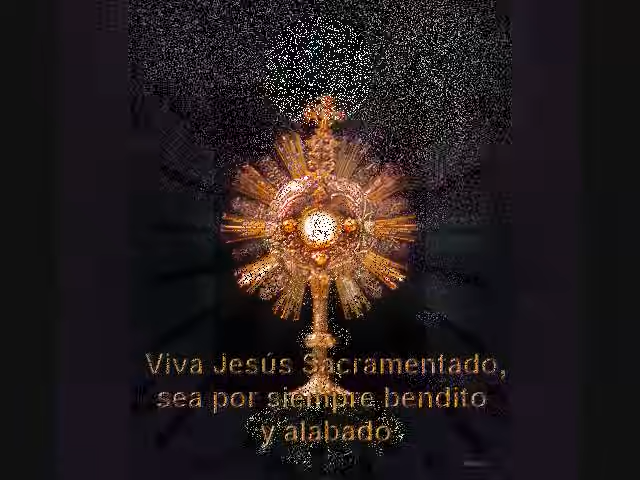 Viva Jesús Sacramentado,
sea por siempre bendito
y alabado